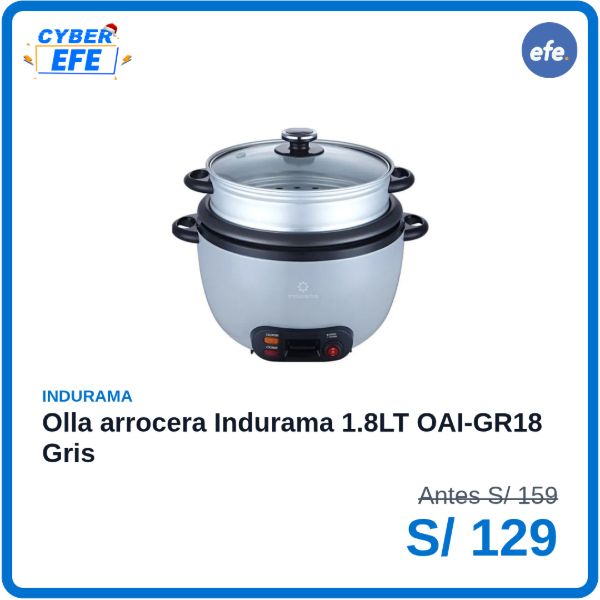 CYBER
EFE
efe.
INDURAMA
Olla arrocera Indurama 1.8LT OAI-GR18
Gris
Antes S/ 159
S/ 129